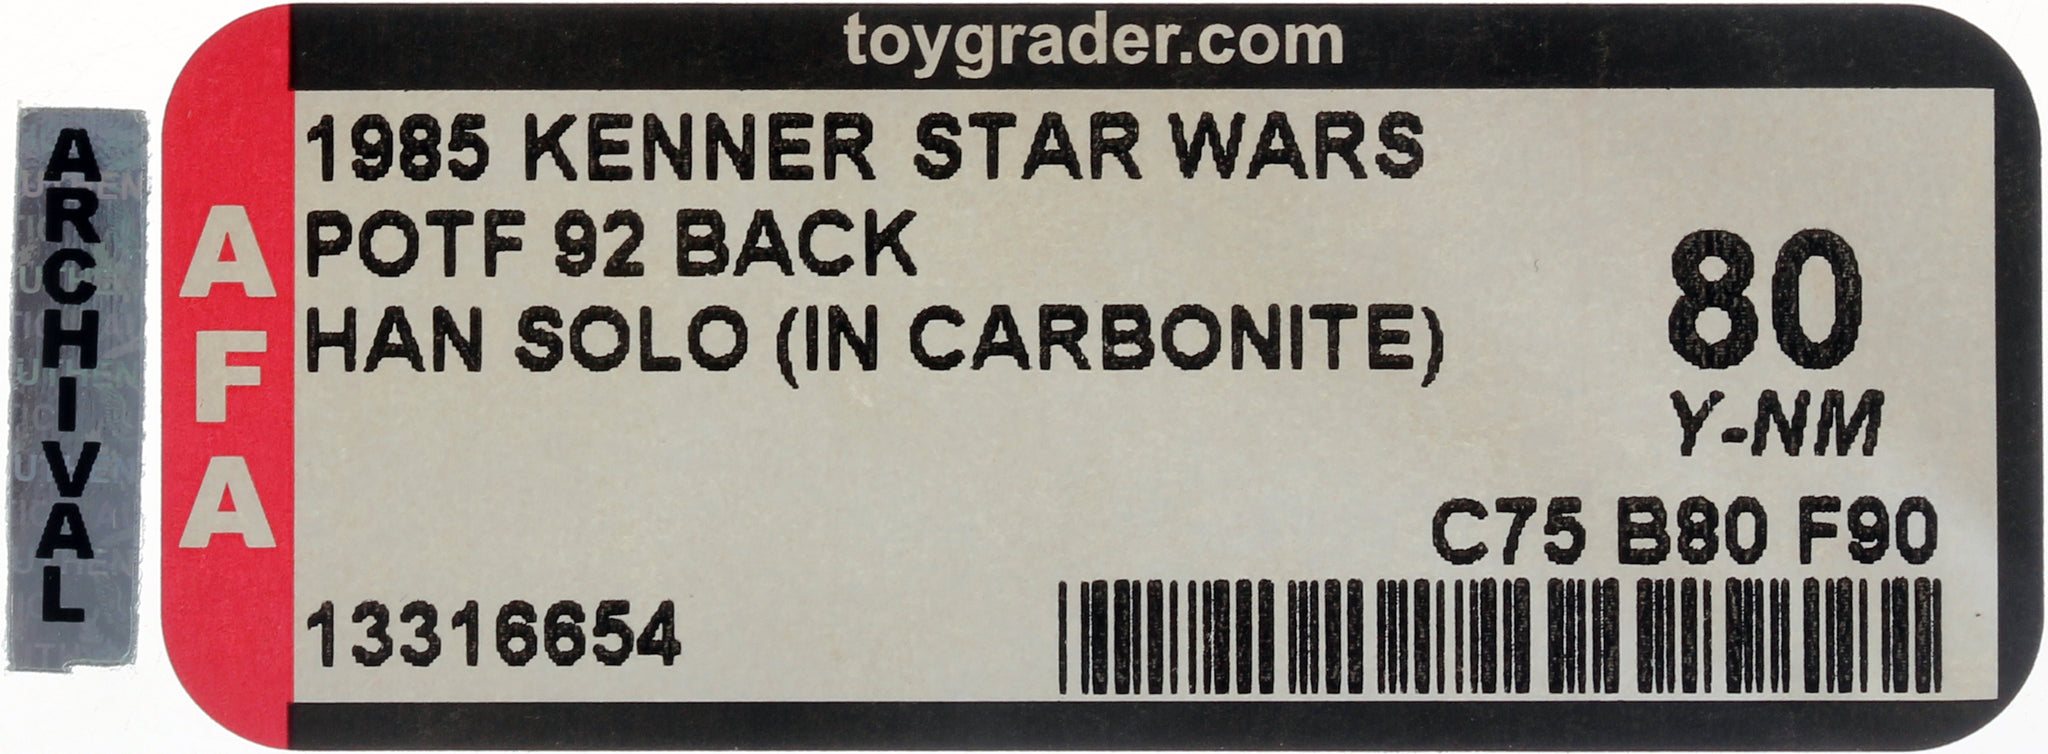 toygrader.com
ARCHIVAL
AFA
1985 KENNER STAR WARS
POTF 92 BACK
HAN SOLO (IN CARBONITE)
80
Y-NM
C75 B80 F90
13316654